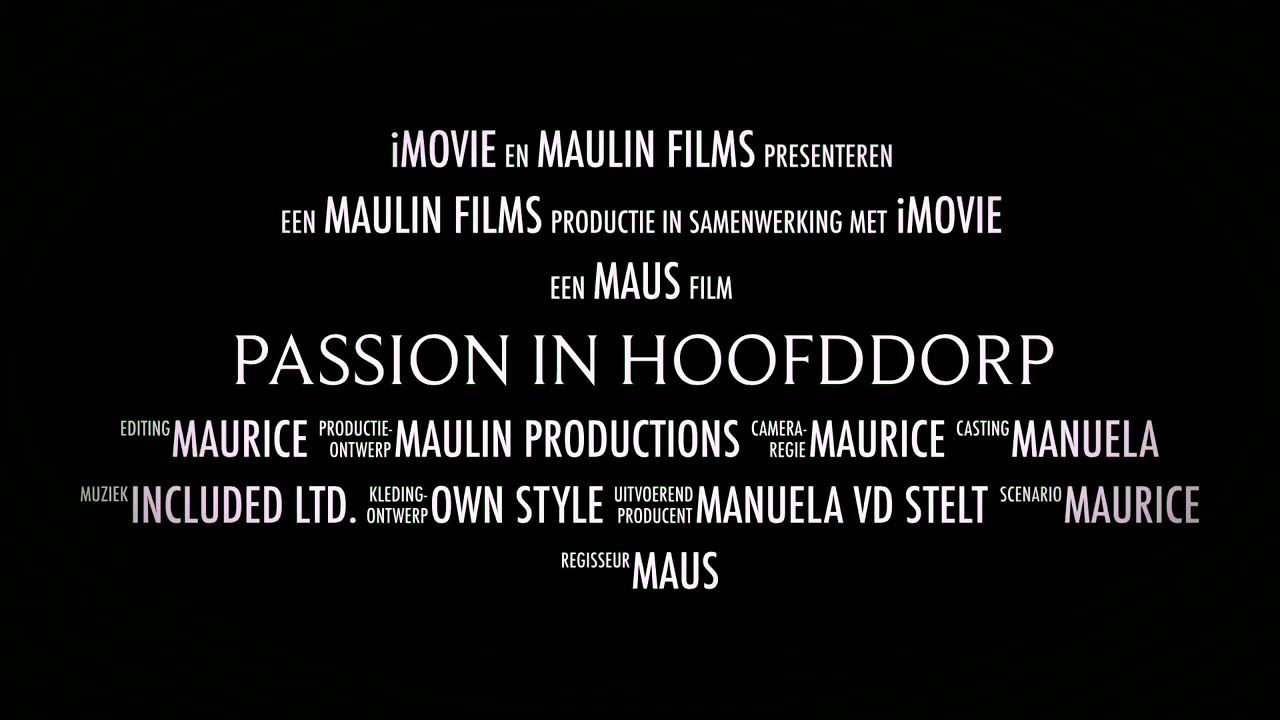 iMOVIE EN MAULIN FILMS PRESENTEREN
EEN MAULIN FILMS PRODUCTIE IN SAMENWERKING MET iMOVIE
EEN MAUS FILM
PASSION IN HOOFDDORP
EDITING MAURICE PRODUCTIE-ONTWERP MAULIN PRODUCTIONS CAMERA-REGIE MAURICE CASTING MANUELA
MUZIEK INCLUDED LTD. KLEDING-ONTWERP OWN STYLE UITVOEREND PRODUCENT MANUELA VD STELT SCENARIO MAURICE
REGISSEUR MAUS